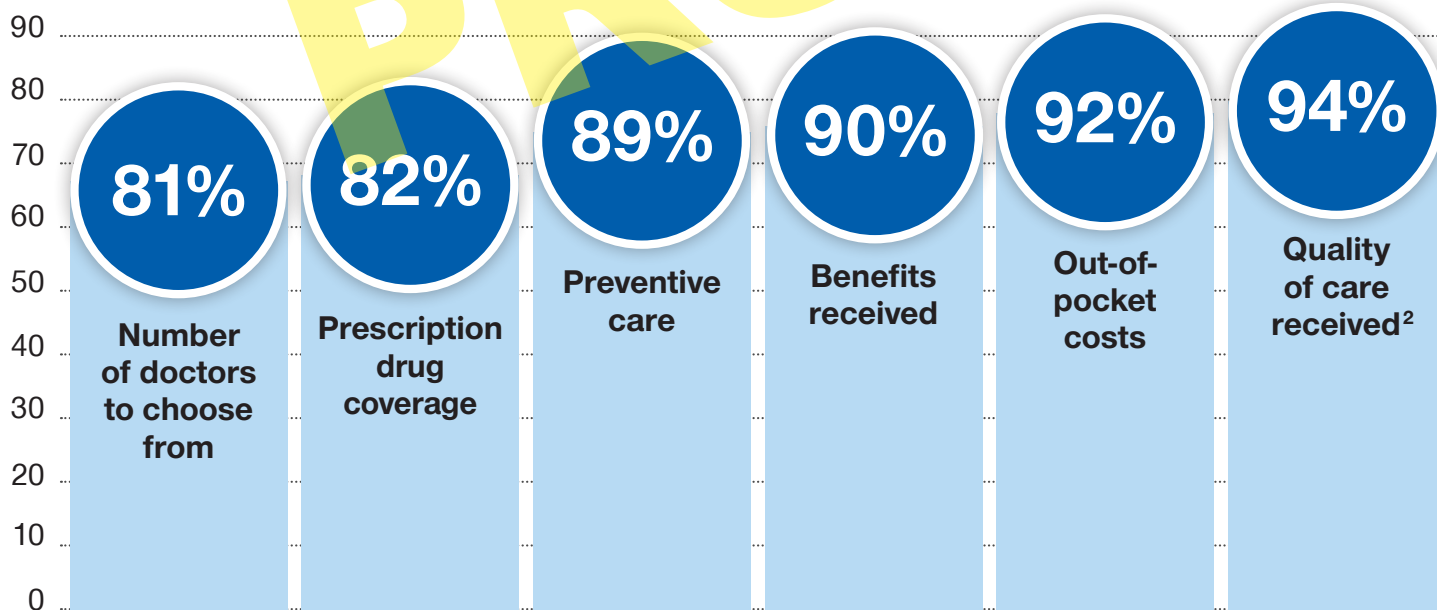 90
80
70
60
50
40
30
20
10
0
81%
Number
of doctors
to choose
from
82%
Prescription
drug
coverage
89%
Preventive
care
90%
Benefits
received
92%
Out-of-
pocket
costs
94%
Quality
of care
received²